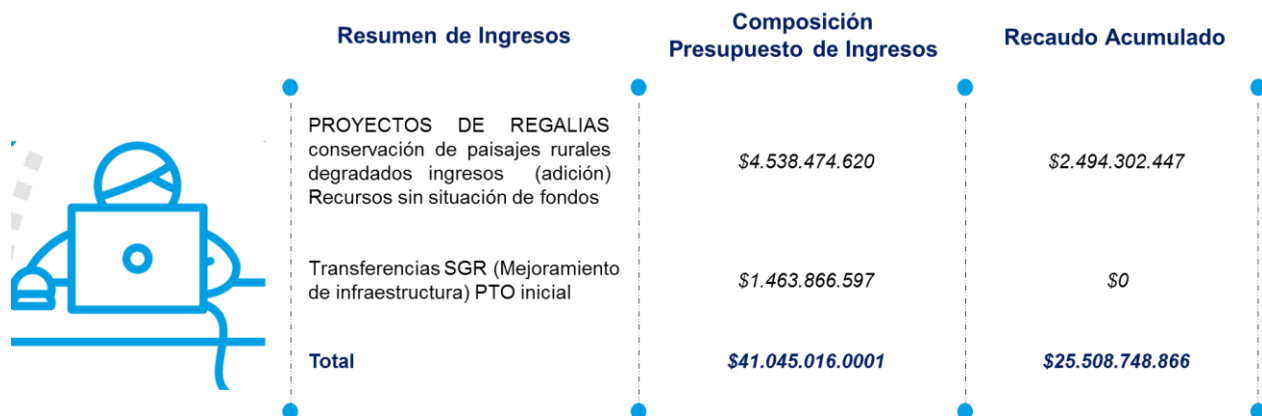 Resumen de Ingresos
Composición
Presupuesto de Ingresos
Recaudo Acumulado
PROYECTOS DE REGALIAS
conservación de paisajes rurales
degradados ingresos (adición)
Recursos sin situación de fondos
$4.538.474.620
$2.494.302.447
Transferencias SGR (Mejoramiento
de infraestructura) PTO inicial
$1.463.866.597
$0
Total
$41.045.016.0001
$25.508.748.866